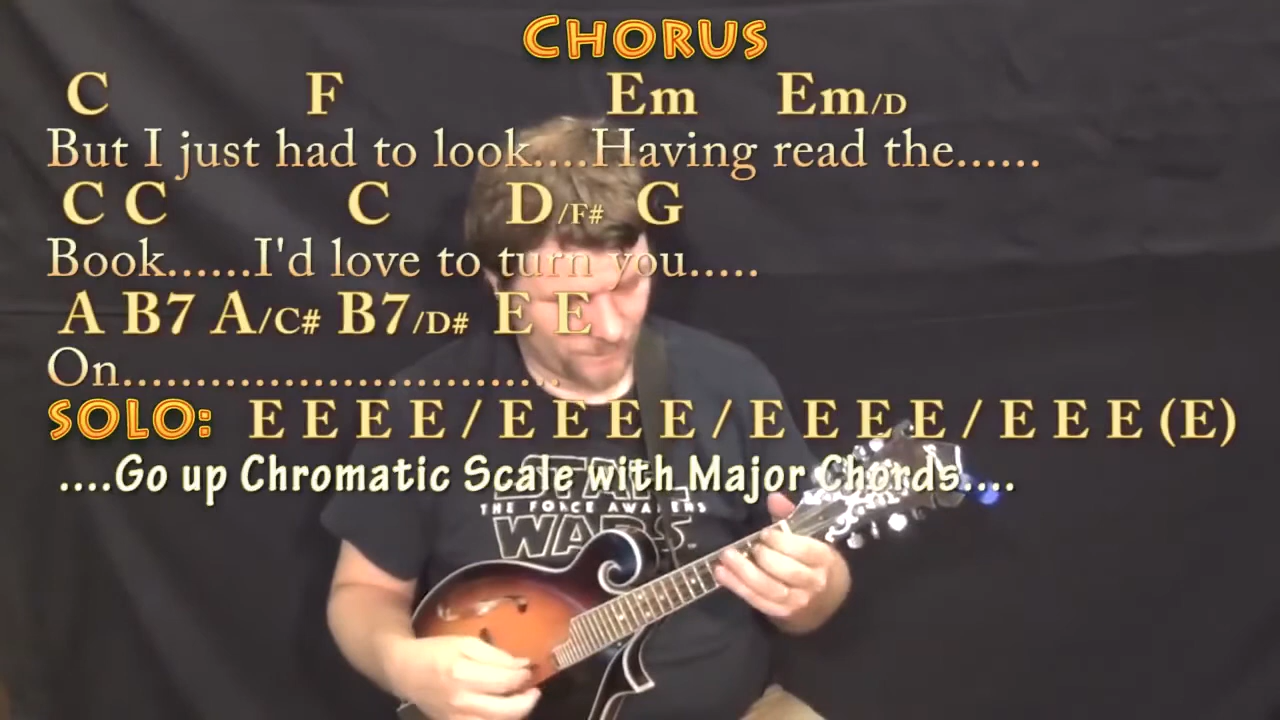 CHORUS
C F Em Em/D
But I just had to look....Having read the......
C C C D/F# G
Book......I'd love to turn you.....
A B7 A/C# B7/D# E E
On..............................
SOLO: E E E E / E E E E / E E E E / E E E (E)
....Go up Chromatic Scale with Major Chords....
STAR
THE FORCE AWAKENS
WARS